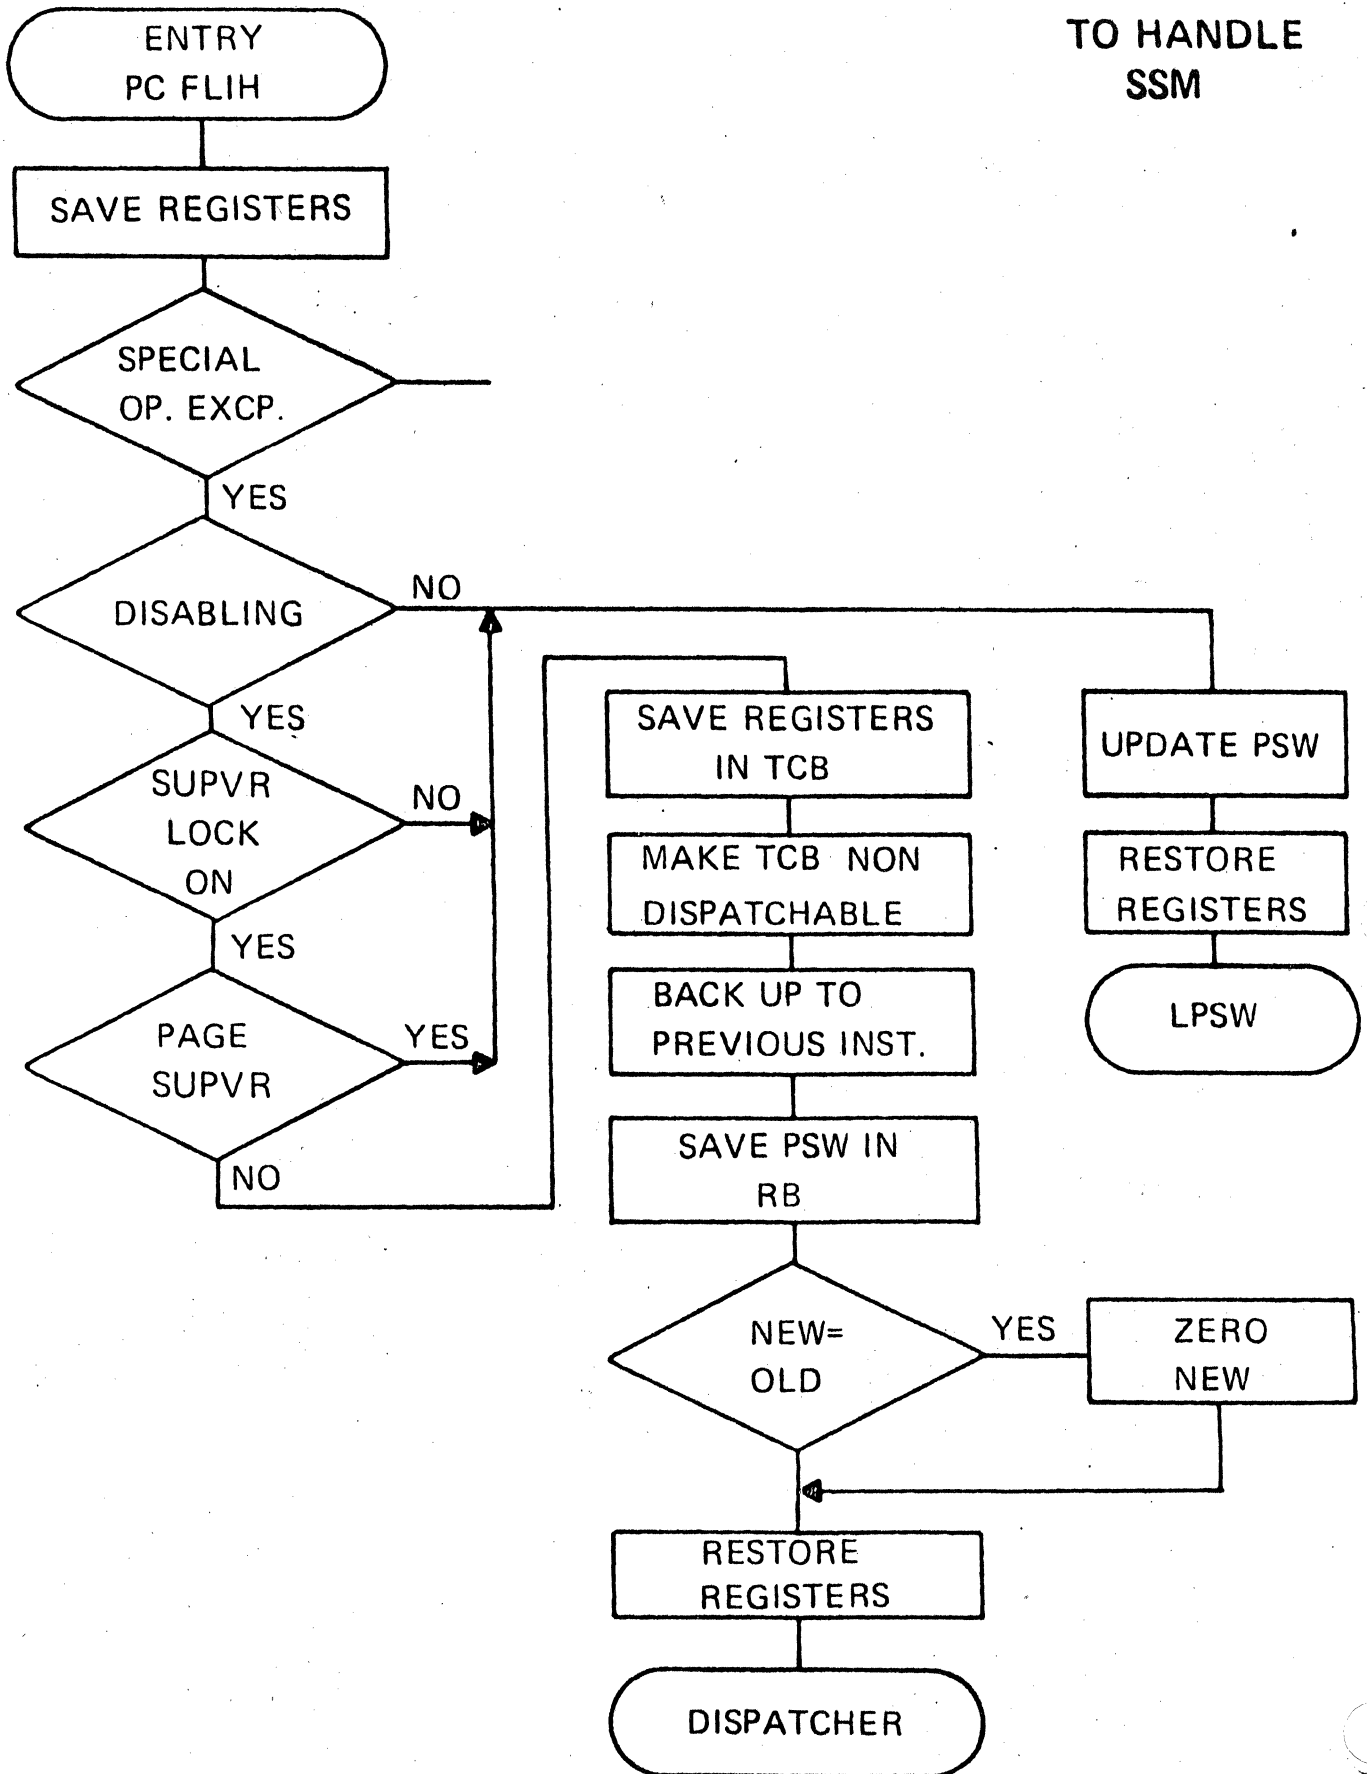 TO HANDLE
SSM
ENTRY
PC FLIH
SAVE REGISTERS
SPECIAL
OP. EXCP.
YES
DISABLING
NO
YES
SUPVR
LOCK
ON
NO
YES
PAGE
SUPVR
YES
NO
SAVE REGISTERS
IN TCB
MAKE TCB NON
DISPATCHABLE
BACK UP TO
PREVIOUS INST.
SAVE PSW IN
RB
NEW=
OLD
YES
ZERO
NEW
RESTORE
REGISTERS
DISPATCHER
UPDATE PSW
RESTORE
REGISTERS
LPSW